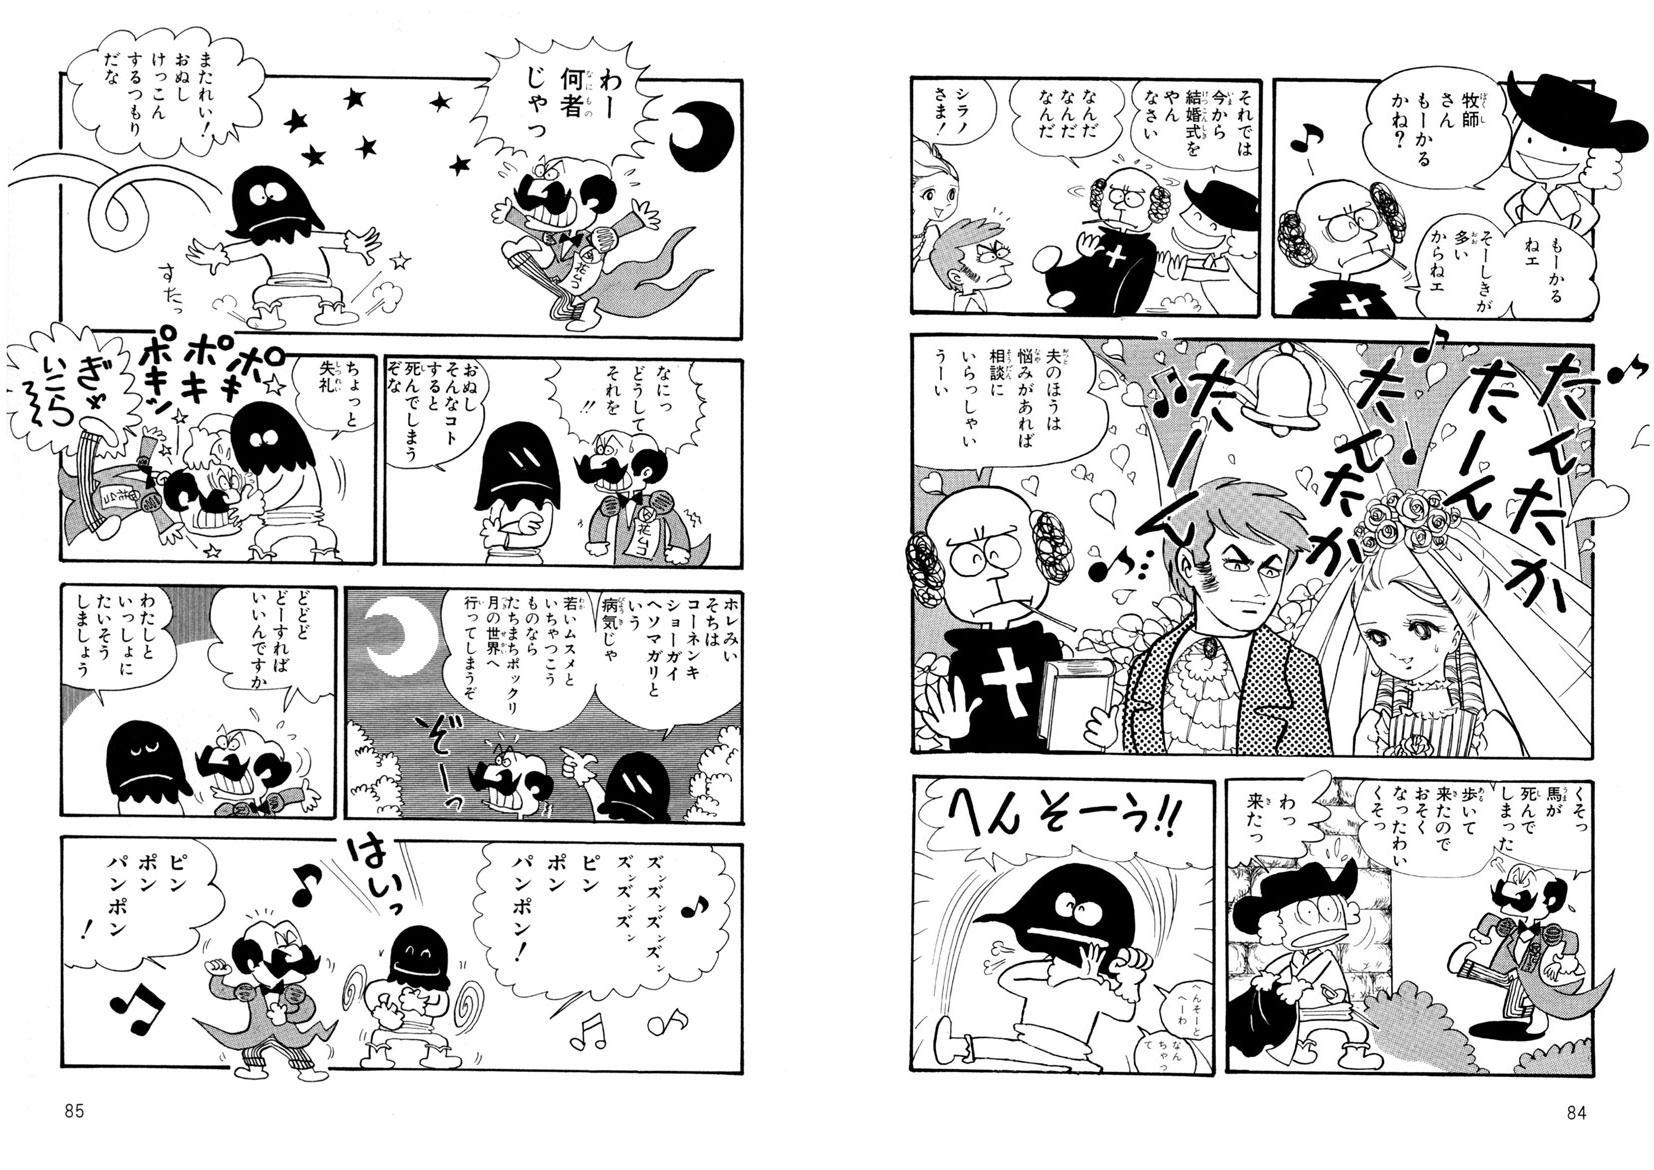 牧師
さん
もーかる
かね?
もーかる
ねエ
そーしきが
多い
からねエ
それでは
今から
結婚式を
やん
なさい
なんだ
なんだ
なんだ
シラノ
さま!
たんたか
たーん
たんたか
たーん
夫のほうは
悩みがあれば
相談に
いらっしゃい
うーい
くそっ
馬が
死んで
しまった
歩いて
来たので
おそく
なったわい
くそっ
わっ
来たっ
へんそーう!!
へんそーと
へーわ
なん
ちゃっ
て
84
わー
何者
じゃっ
花ムコ
またれい!
おぬし
けっこん
するつもり
だな
すたっ
なにっ
どうして
それを
!!
花ムコ
おぬし
そんなコト
すると
死んでしまう
ぞな
ちょっと
失礼
ポキ
ポキ
ポキッ
ぎゃ
いこら
花ムコ
ホレみい
そちは
コーネンキ
ショーガイ
ヘソマガリと
いう
病気じゃ
若いムスメと
いちゃつこう
ものなら
たちまちポックリ
月の世界へ
行ってしまうぞ
ぞーっ
どどど
どーすれば
いいんですか
わたしと
いっしょに
たいそう
しましょう
ズンズンズンズン
ズンズンズン
ピン
ポン
パンポン!
はいっ
ピン
ポン
パンポン
!
85